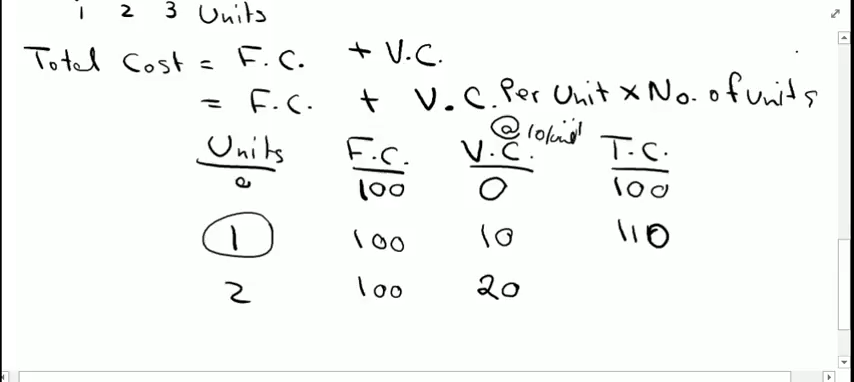 1 2 3 Units
Total Cost = F.C. + V.C.
= F.C. + V.C. Per Unit × No. of units
@ 10/unit
Units F.C. V.C. T.C.
0 100 0 100
1 100 10 110
2 100 20